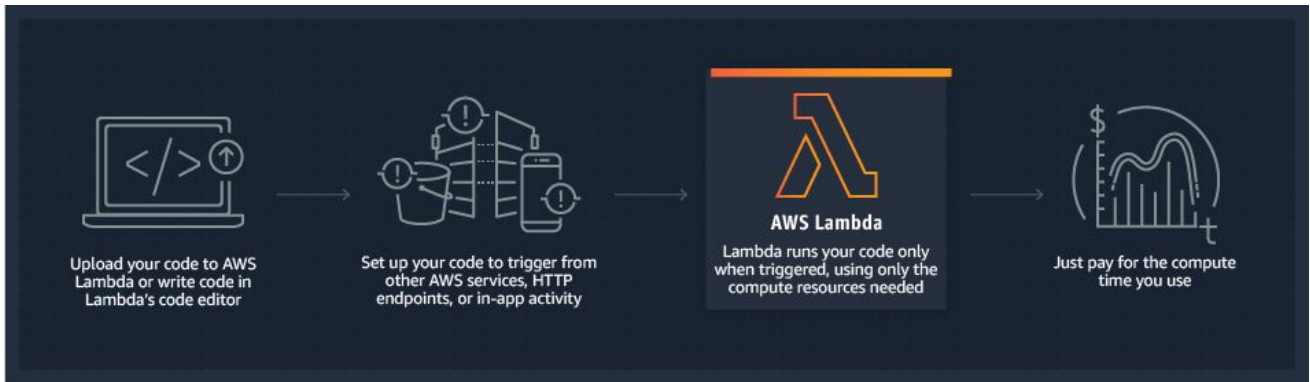 </>
Upload your code to AWS
Lambda or write code in
Lambda's code editor
Set up your code to trigger from
other AWS services, HTTP
endpoints, or in-app activity
AWS Lambda
Lambda runs your code only
when triggered, using only the
compute resources needed
$
t
Just pay for the compute
time you use